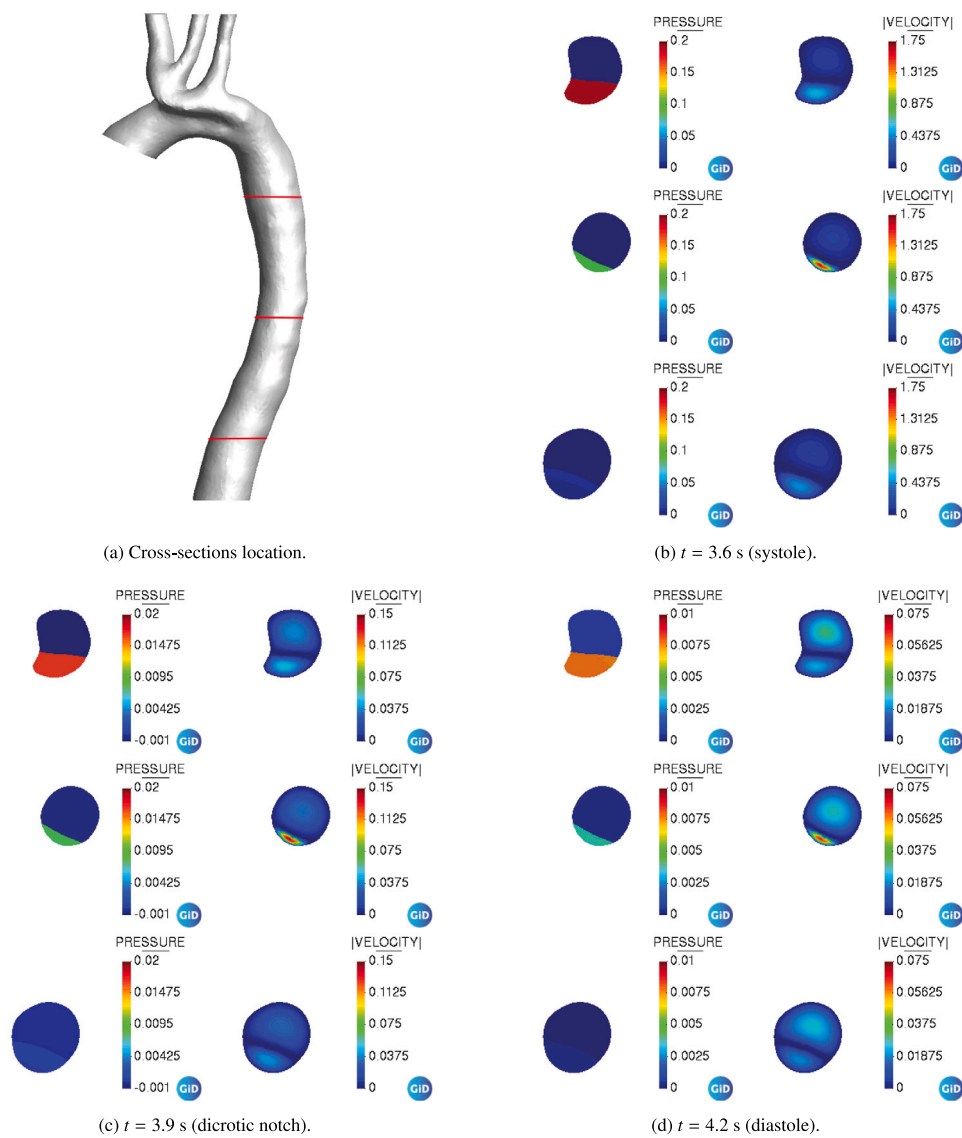 PRESSURE |VELOCITY|
0.2 1.75
0.15 1.3125
0.1 0.875
0.05 0.4375
0 0
GiD GiD
PRESSURE |VELOCITY|
0.2 1.75
0.15 1.3125
0.1 0.875
0.05 0.4375
0 0
GiD GiD
PRESSURE |VELOCITY|
0.2 1.75
0.15 1.3125
0.1 0.875
0.05 0.4375
0 0
GiD GiD
(a) Cross-sections location.
(b) t = 3.6 s (systole).
PRESSURE |VELOCITY|
0.02 0.15
0.01475 0.1125
0.0095 0.075
0.00425 0.0375
-0.001 0
GiD GiD
PRESSURE |VELOCITY|
0.02 0.15
0.01475 0.1125
0.0095 0.075
0.00425 0.0375
-0.001 0
GiD GiD
PRESSURE |VELOCITY|
0.02 0.15
0.01475 0.1125
0.0095 0.075
0.00425 0.0375
-0.001 0
GiD GiD
(c) t = 3.9 s (dicrotic notch).
PRESSURE |VELOCITY|
0.01 0.075
0.0075 0.05625
0.005 0.0375
0.0025 0.01875
0 0
GiD GiD
PRESSURE |VELOCITY|
0.01 0.075
0.0075 0.05625
0.005 0.0375
0.0025 0.01875
0 0
GiD GiD
PRESSURE |VELOCITY|
0.01 0.075
0.0075 0.05625
0.005 0.0375
0.0025 0.01875
0 0
GiD GiD
(d) t = 4.2 s (diastole).